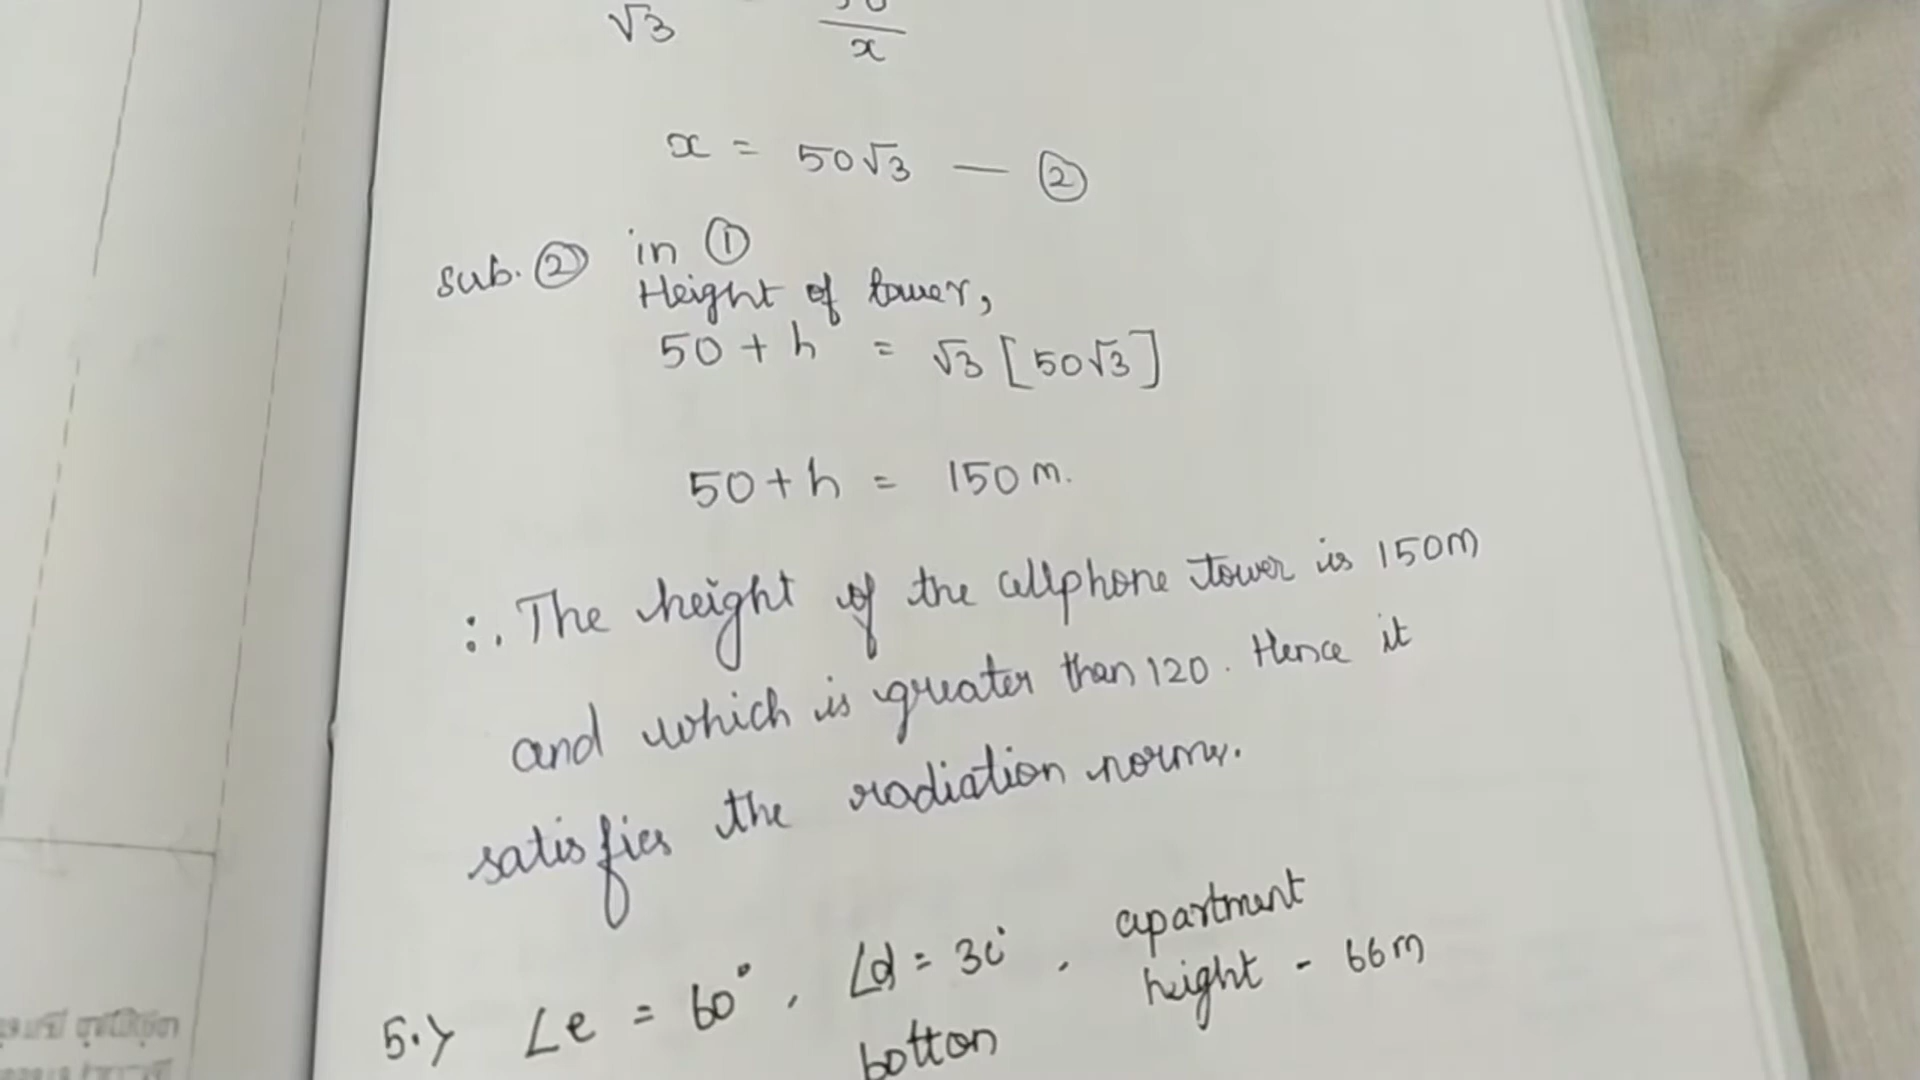 √3
x
x = 50√3 — ②
sub. ② in ①
Height of tower,
50 + h = √3 [50√3]
50 + h = 150 m.
∴ The height of the cellphone tower is 150m
and which is greater than 120. Hence it
satisfies the radiation norms.
5.) ∠e = 60°, ∠d = 30°, apartment
botton height - 66m